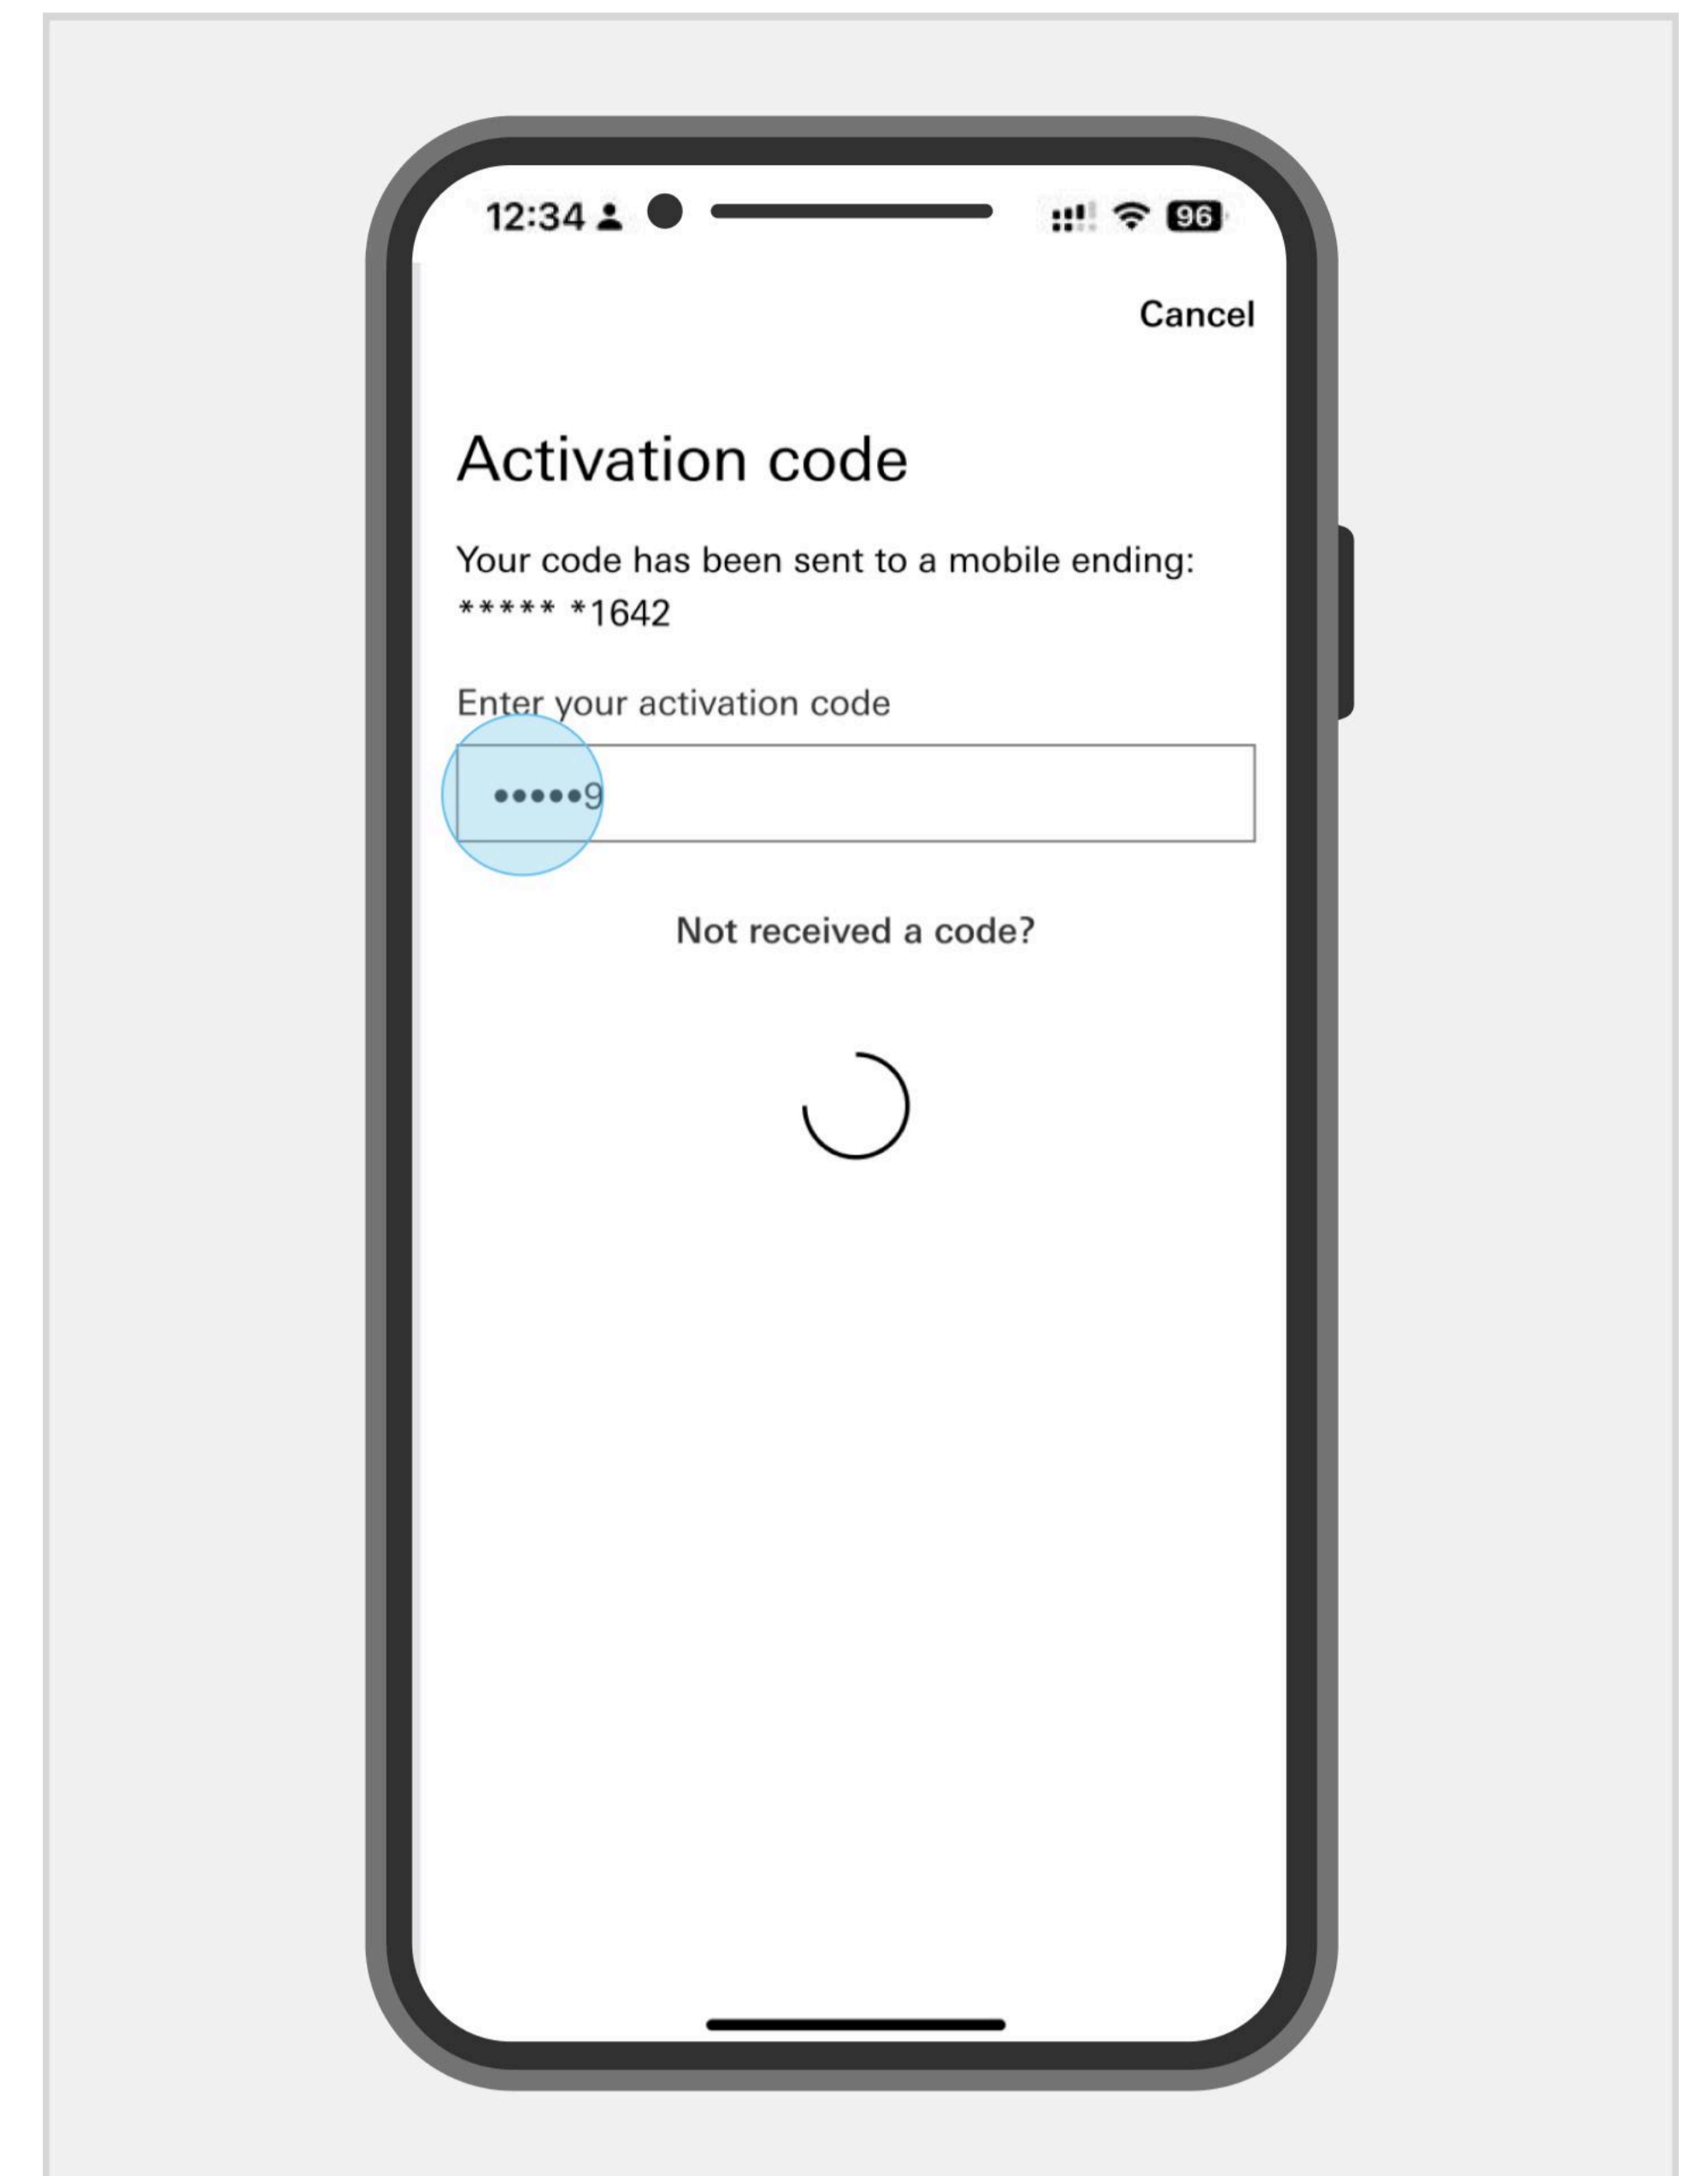 12:34
96
Cancel
Activation code
Your code has been sent to a mobile ending:
***** *1642
Enter your activation code
•••••9
Not received a code?